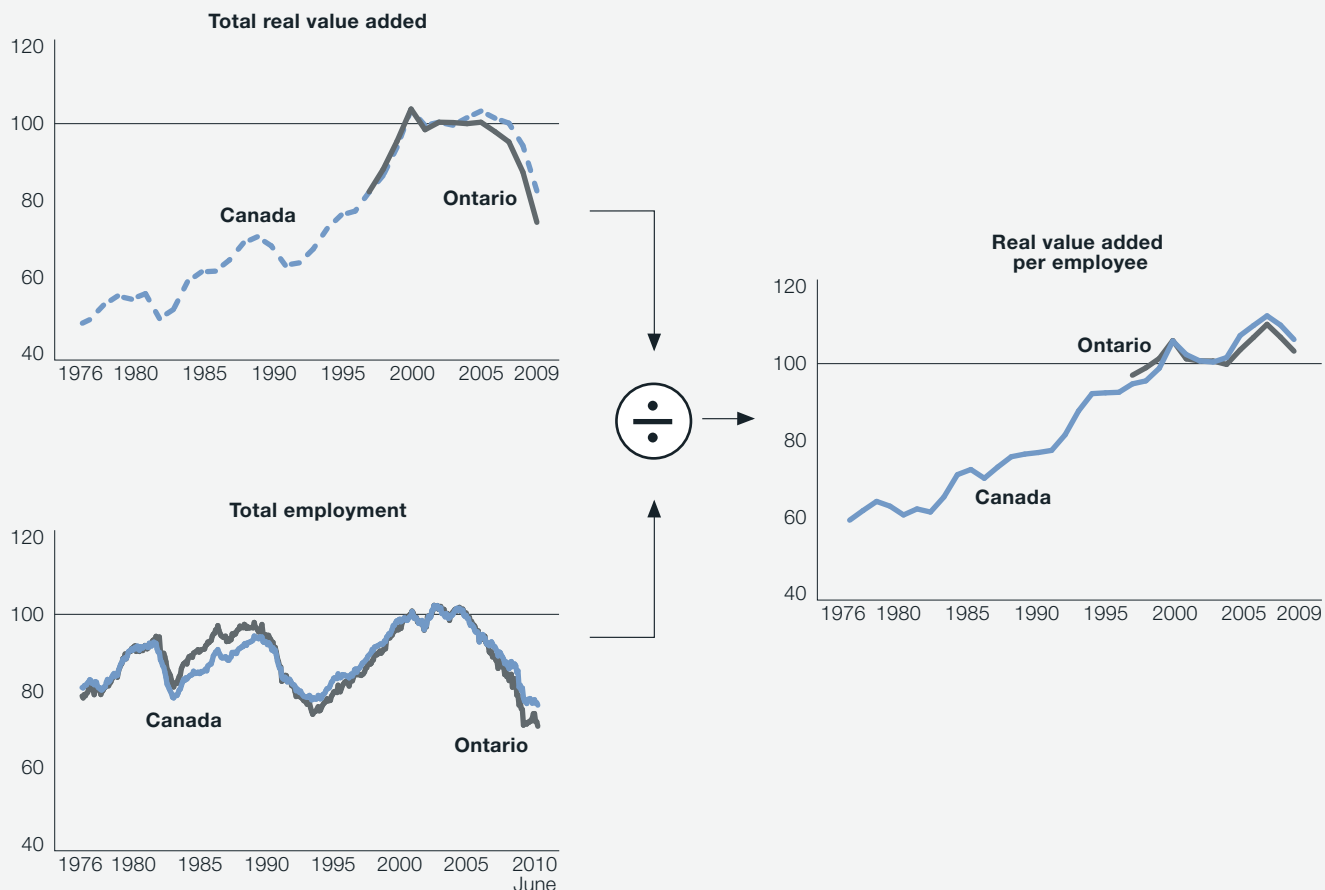 Total real value added
120
100
80
60
40
Canada
Ontario
1976 1980 1985 1990 1995 2000 2005 2009
Total employment
120
100
80
60
40
Canada
Ontario
1976 1980 1985 1990 1995 2000 2005 2010
June
÷
Real value added
per employee
120
100
80
60
40
Ontario
Canada
1976 1980 1985 1990 1995 2000 2005 2009